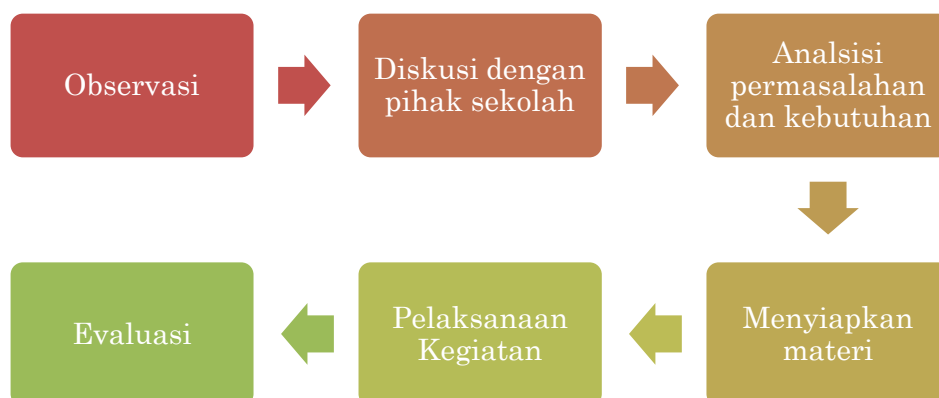 Observasi
Diskusi dengan
pihak sekolah
Analsisi
permasalahan
dan kebutuhan
Menyiapkan
materi
Pelaksanaan
Kegiatan
Evaluasi